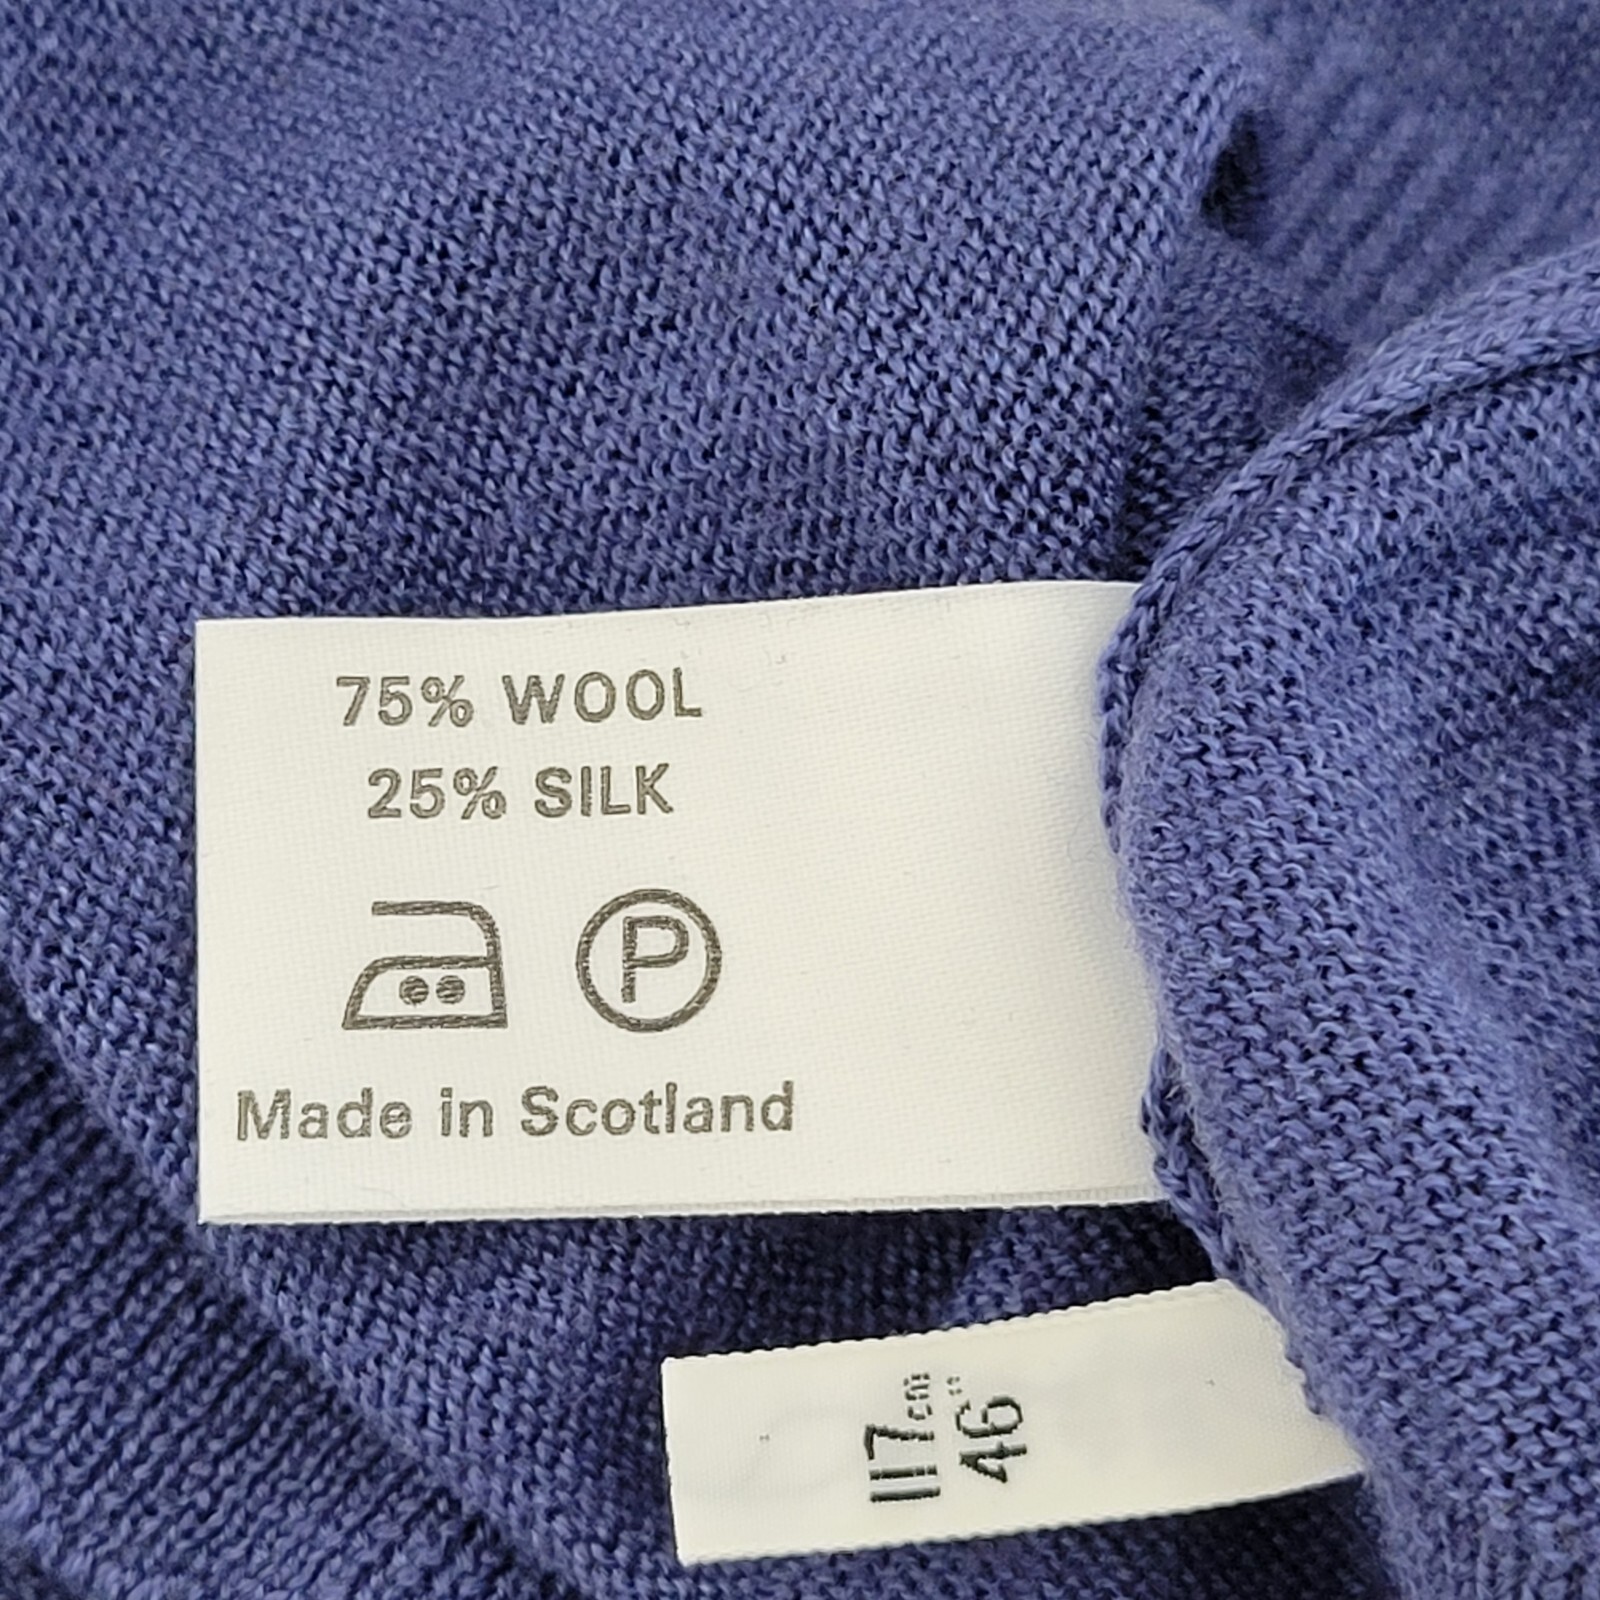 75% WOOL
25% SILK
P
Made in Scotland
117cm
46"